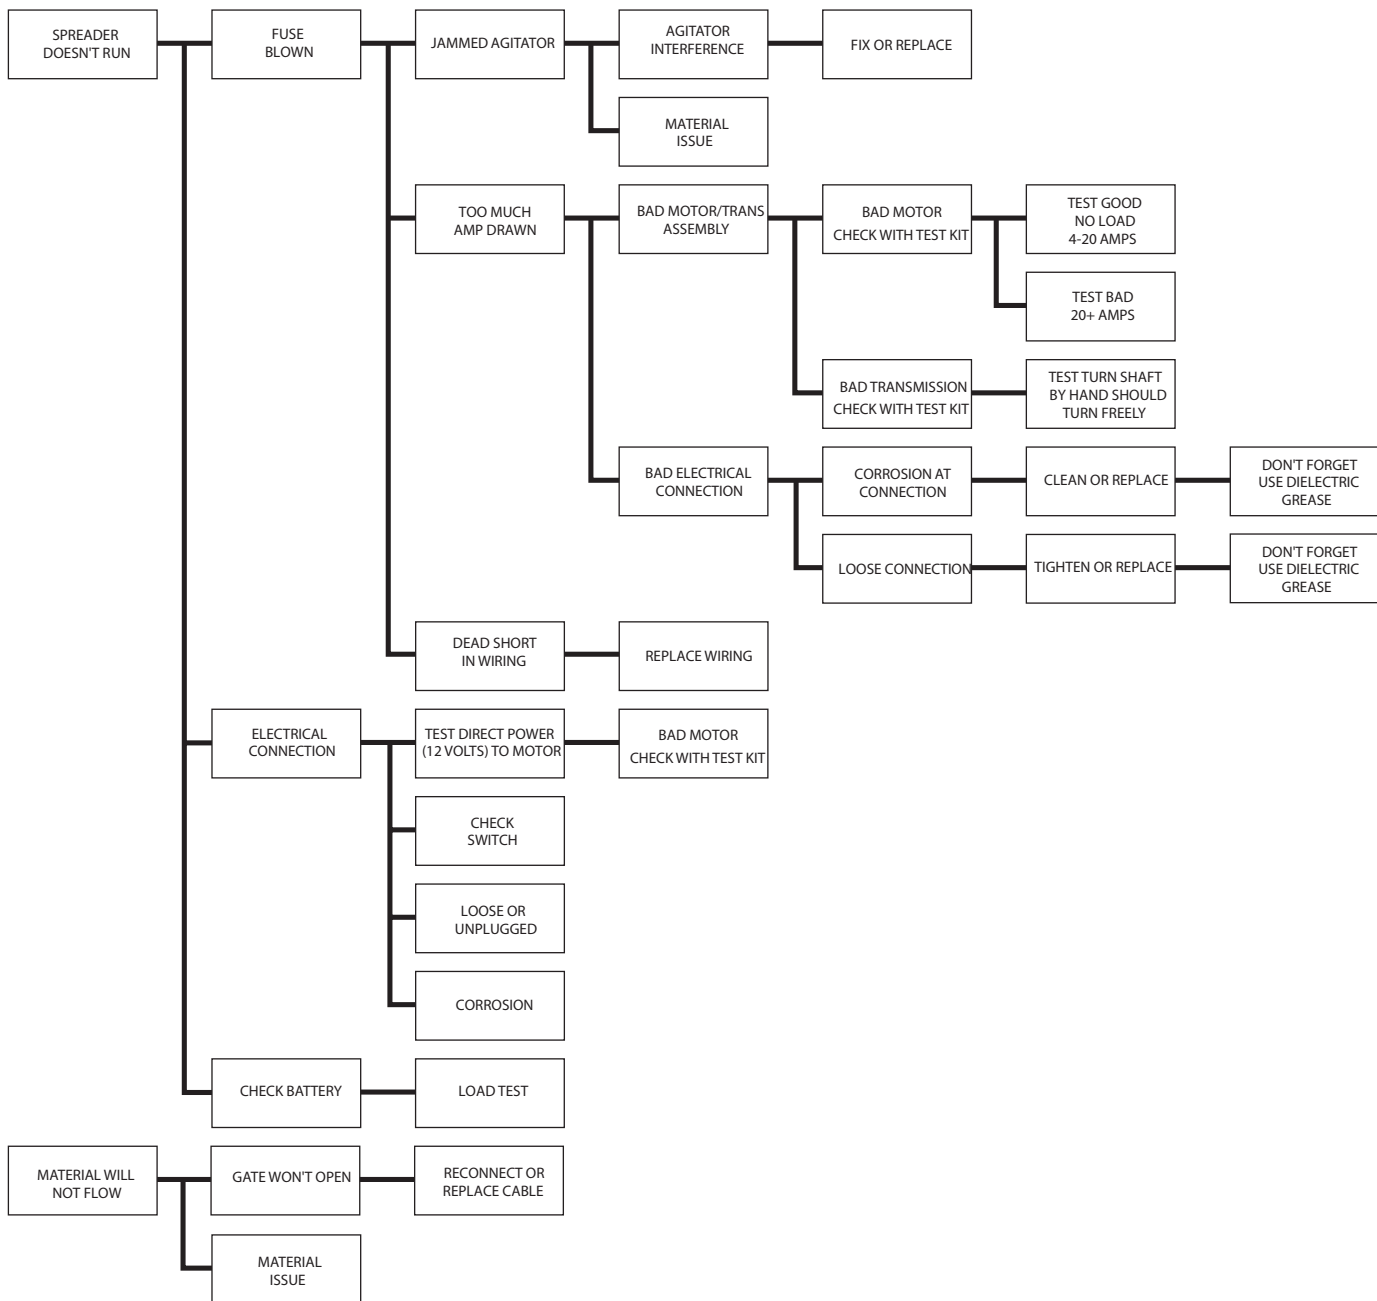 SPREADER
DOESN'T RUN
FUSE
BLOWN
JAMMED AGITATOR
AGITATOR
INTERFERENCE
FIX OR REPLACE
MATERIAL
ISSUE
TOO MUCH
AMP DRAWN
BAD MOTOR/TRANS
ASSEMBLY
BAD MOTOR
CHECK WITH TEST KIT
TEST GOOD
NO LOAD
4-20 AMPS
TEST BAD
20+ AMPS
BAD TRANSMISSION
CHECK WITH TEST KIT
TEST TURN SHAFT
BY HAND SHOULD
TURN FREELY
BAD ELECTRICAL
CONNECTION
CORROSION AT
CONNECTION
CLEAN OR REPLACE
DON'T FORGET
USE DIELECTRIC
GREASE
LOOSE CONNECTION
TIGHTEN OR REPLACE
DON'T FORGET
USE DIELECTRIC
GREASE
DEAD SHORT
IN WIRING
REPLACE WIRING
ELECTRICAL
CONNECTION
TEST DIRECT POWER
(12 VOLTS) TO MOTOR
BAD MOTOR
CHECK WITH TEST KIT
CHECK
SWITCH
LOOSE OR
UNPLUGGED
CORROSION
CHECK BATTERY
LOAD TEST
MATERIAL WILL
NOT FLOW
GATE WON'T OPEN
RECONNECT OR
REPLACE CABLE
MATERIAL
ISSUE